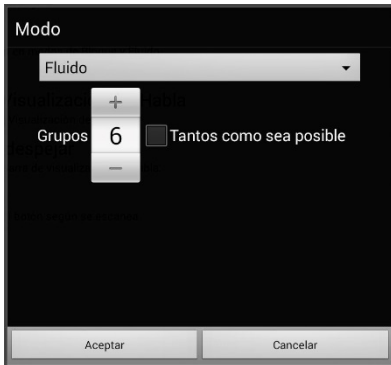 Modo
Fluido
+
Grupos 6 Tantos como sea posible
–
Aceptar Cancelar